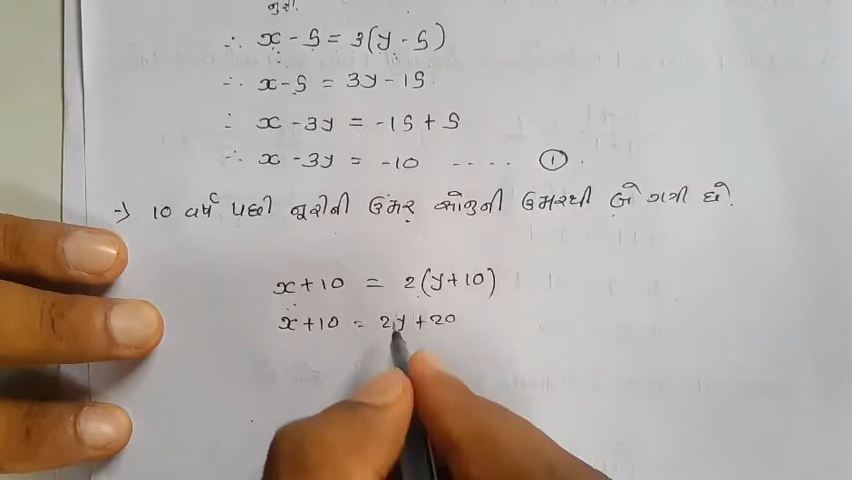 નુરી.
∴ x - 5 = 3(y - 5)
∴ x - 5 = 3y - 15
∴ x - 3y = -15 + 5
∴ x - 3y = -10 ---- ①.
→ 10 વર્ષ પછી નૂરીની ઉંમર સોનુની ઉંમરથી બે ગણી છે.
x + 10 = 2(y + 10)
∴ x + 10 = 2y + 20